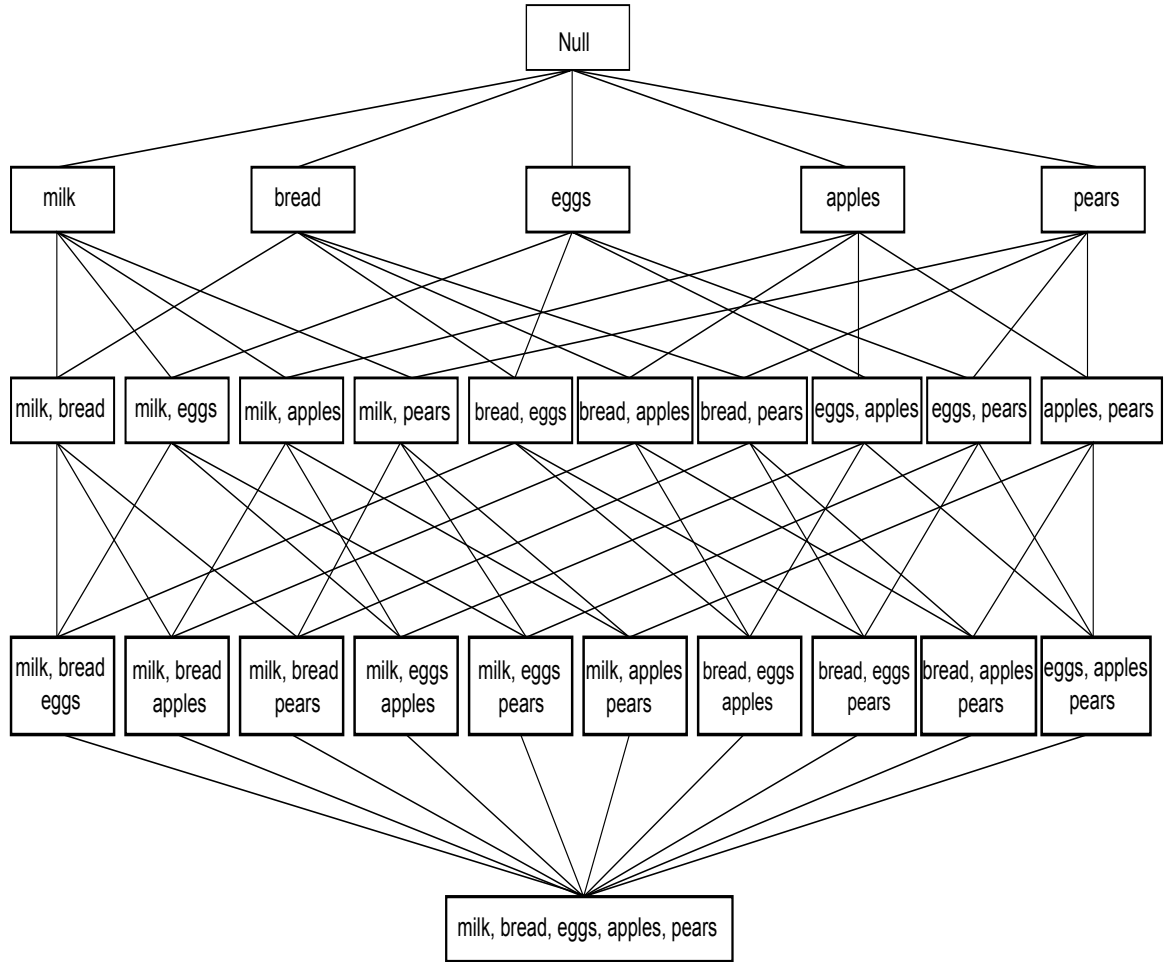 Null
milk
bread
eggs
apples
pears
milk, bread
milk, eggs
milk, apples
milk, pears
bread, eggs
bread, apples
bread, pears
eggs, apples
eggs, pears
apples, pears
milk, bread
eggs
milk, bread
apples
milk, bread
pears
milk, eggs
apples
milk, eggs
pears
milk, apples
pears
bread, eggs
apples
bread, eggs
pears
bread, apples
pears
eggs, apples
pears
milk, bread, eggs, apples, pears